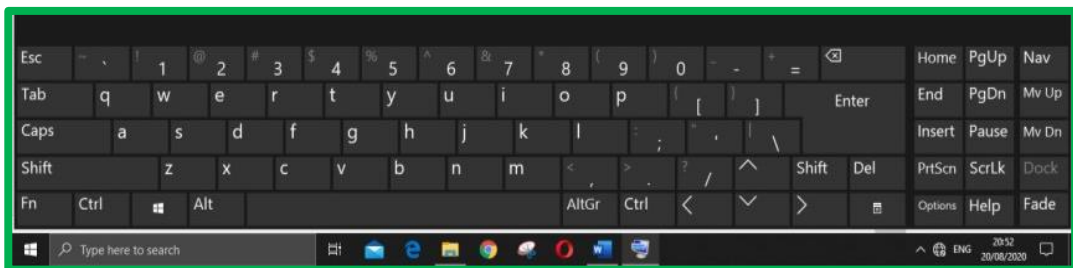 Esc ~ ` ! 1 @ 2 # 3 $ 4 % 5 ^ 6 & 7 * 8 ( 9 ) 0 _ - + = Home PgUp Nav
Tab q w e r t y u i o p { [ } ] Enter End PgDn Mv Up
Caps a s d f g h j k l : ; " ' | \ Insert Pause Mv Dn
Shift z x c v b n m < , > . ? / Shift Del PrtScn ScrLk Dock
Fn Ctrl Alt AltGr Ctrl Options Help Fade
Type here to search ENG 20:52
20/08/2020